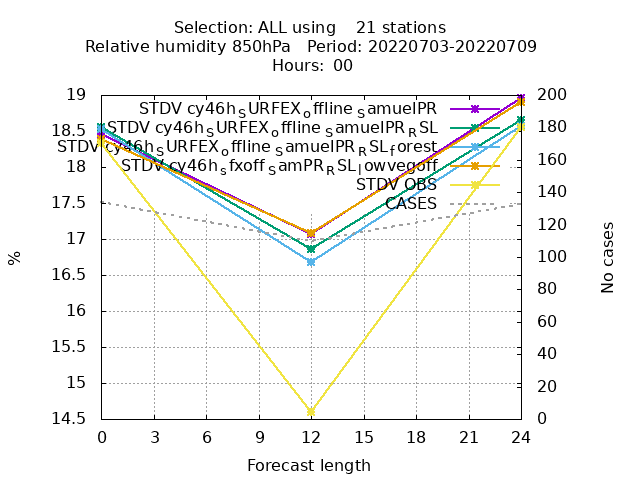 Selection: ALL using    21 stations
Relative humidity 850hPa   Period: 20220703-20220709
Hours:  00
STDV cy46h_SURFEX_offline_SamuelPR
STDV cy46h_SURFEX_offline_SamuelPR_RSL
STDV cy46h_SURFEX_offline_SamuelPR_RSL_forest
STDV cy46h_sfxoff_SamPR_RSL_lowvegoff
STDV OBS
CASES
19
18.5
18
17.5
17
16.5
16
15.5
15
14.5
%
200
180
160
140
120
100
80
60
40
20
0
No cases
0 3 6 9 12 15 18 21 24
Forecast length